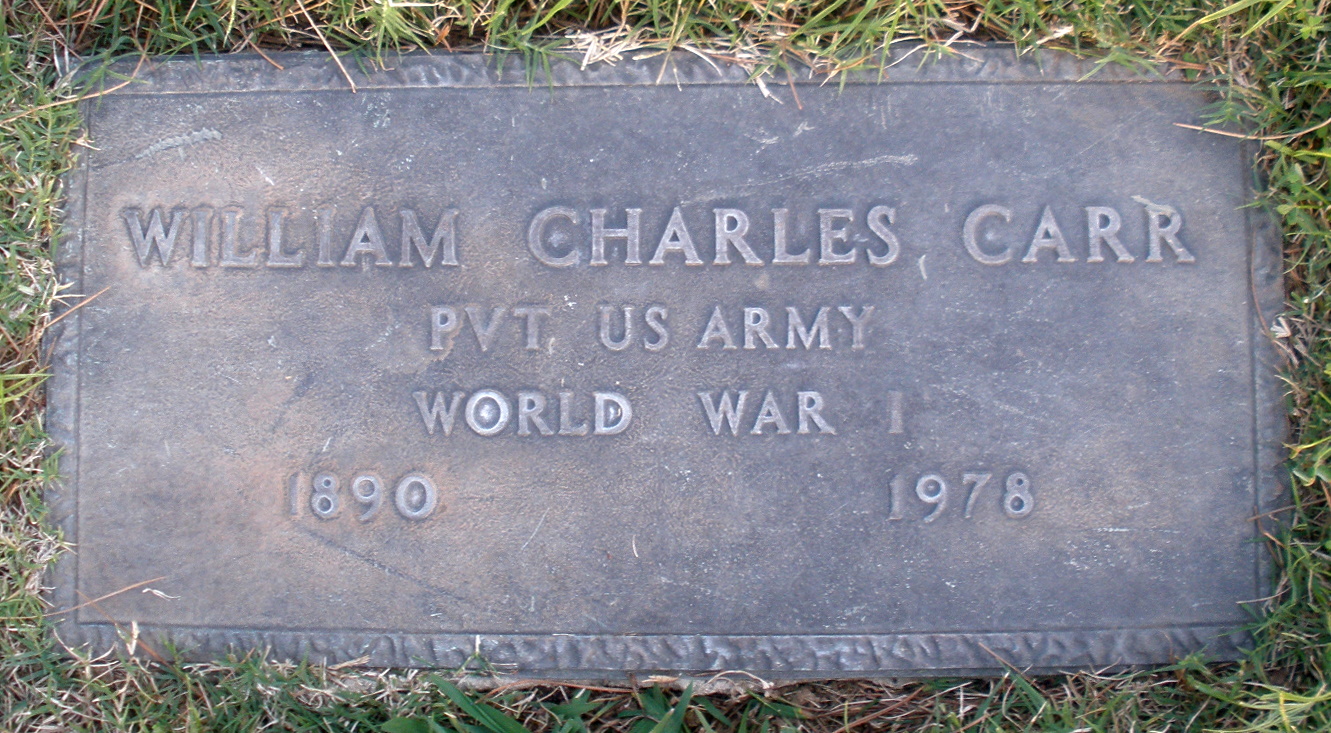 WILLIAM CHARLES CARR
PVT US ARMY
WORLD WAR I
1890 1978